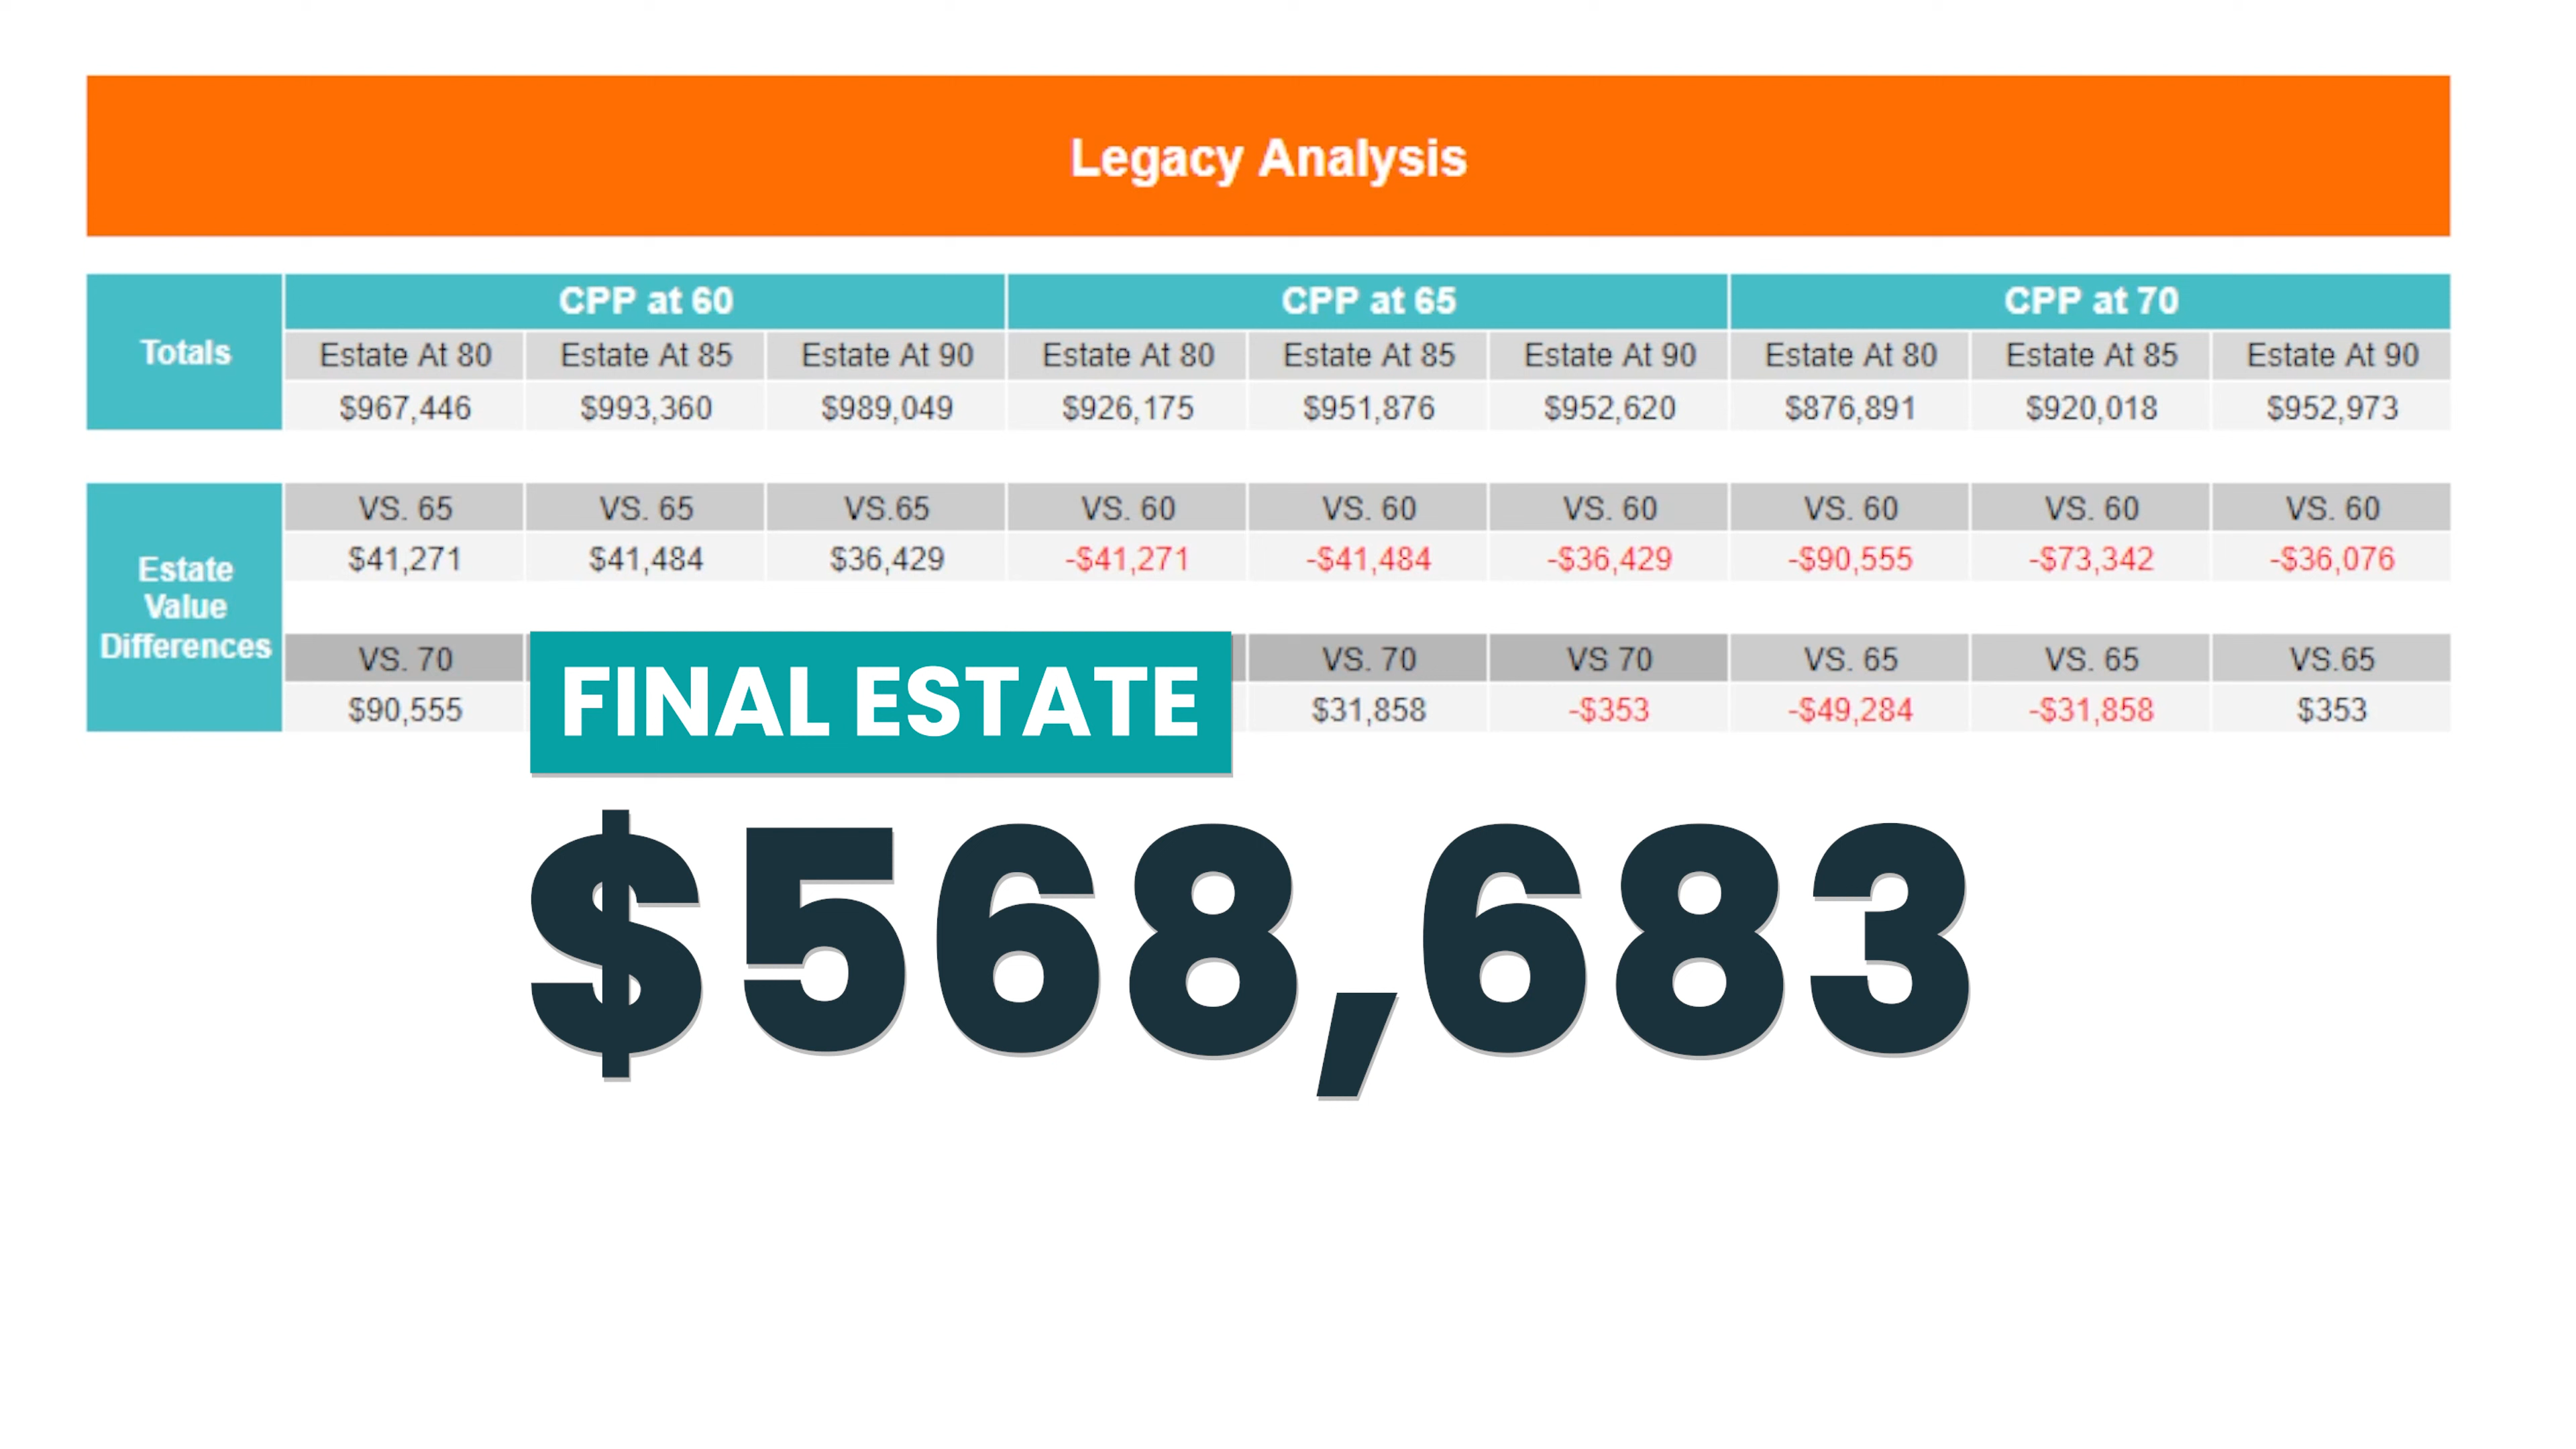 Legacy Analysis
Totals CPP at 60 CPP at 65 CPP at 70
Estate At 80 Estate At 85 Estate At 90 Estate At 80 Estate At 85 Estate At 90 Estate At 80 Estate At 85 Estate At 90
$967,446 $993,360 $989,049 $926,175 $951,876 $952,620 $876,891 $920,018 $952,973
Estate
Value
Differences
VS. 65 VS. 65 VS.65 VS. 60 VS. 60 VS. 60 VS. 60 VS. 60 VS. 60
$41,271 $41,484 $36,429 -$41,271 -$41,484 -$36,429 -$90,555 -$73,342 -$36,076
VS. 70 VS. 70 VS 70 VS. 65 VS. 65 VS.65
$90,555 $31,858 -$353 -$49,284 -$31,858 $353
FINAL ESTATE
$568,683